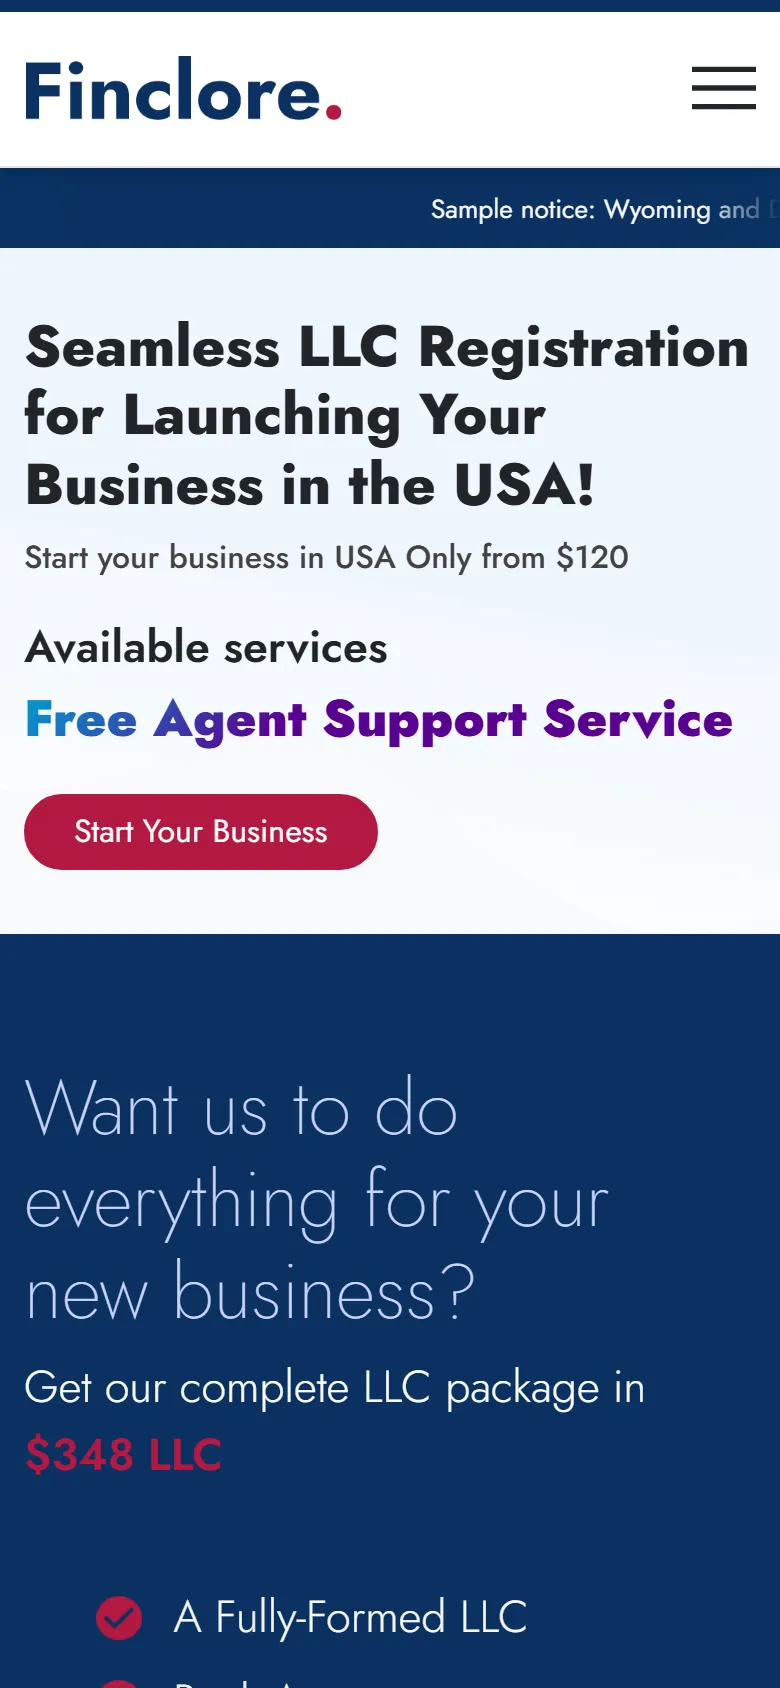 Finclore.
Sample notice: Wyoming and
Seamless LLC Registration
for Launching Your
Business in the USA!
Start your business in USA Only from $120
Available services
Free Agent Support Service
Start Your Business
Want us to do
everything for your
new business?
Get our complete LLC package in
$348 LLC
A Fully-Formed LLC